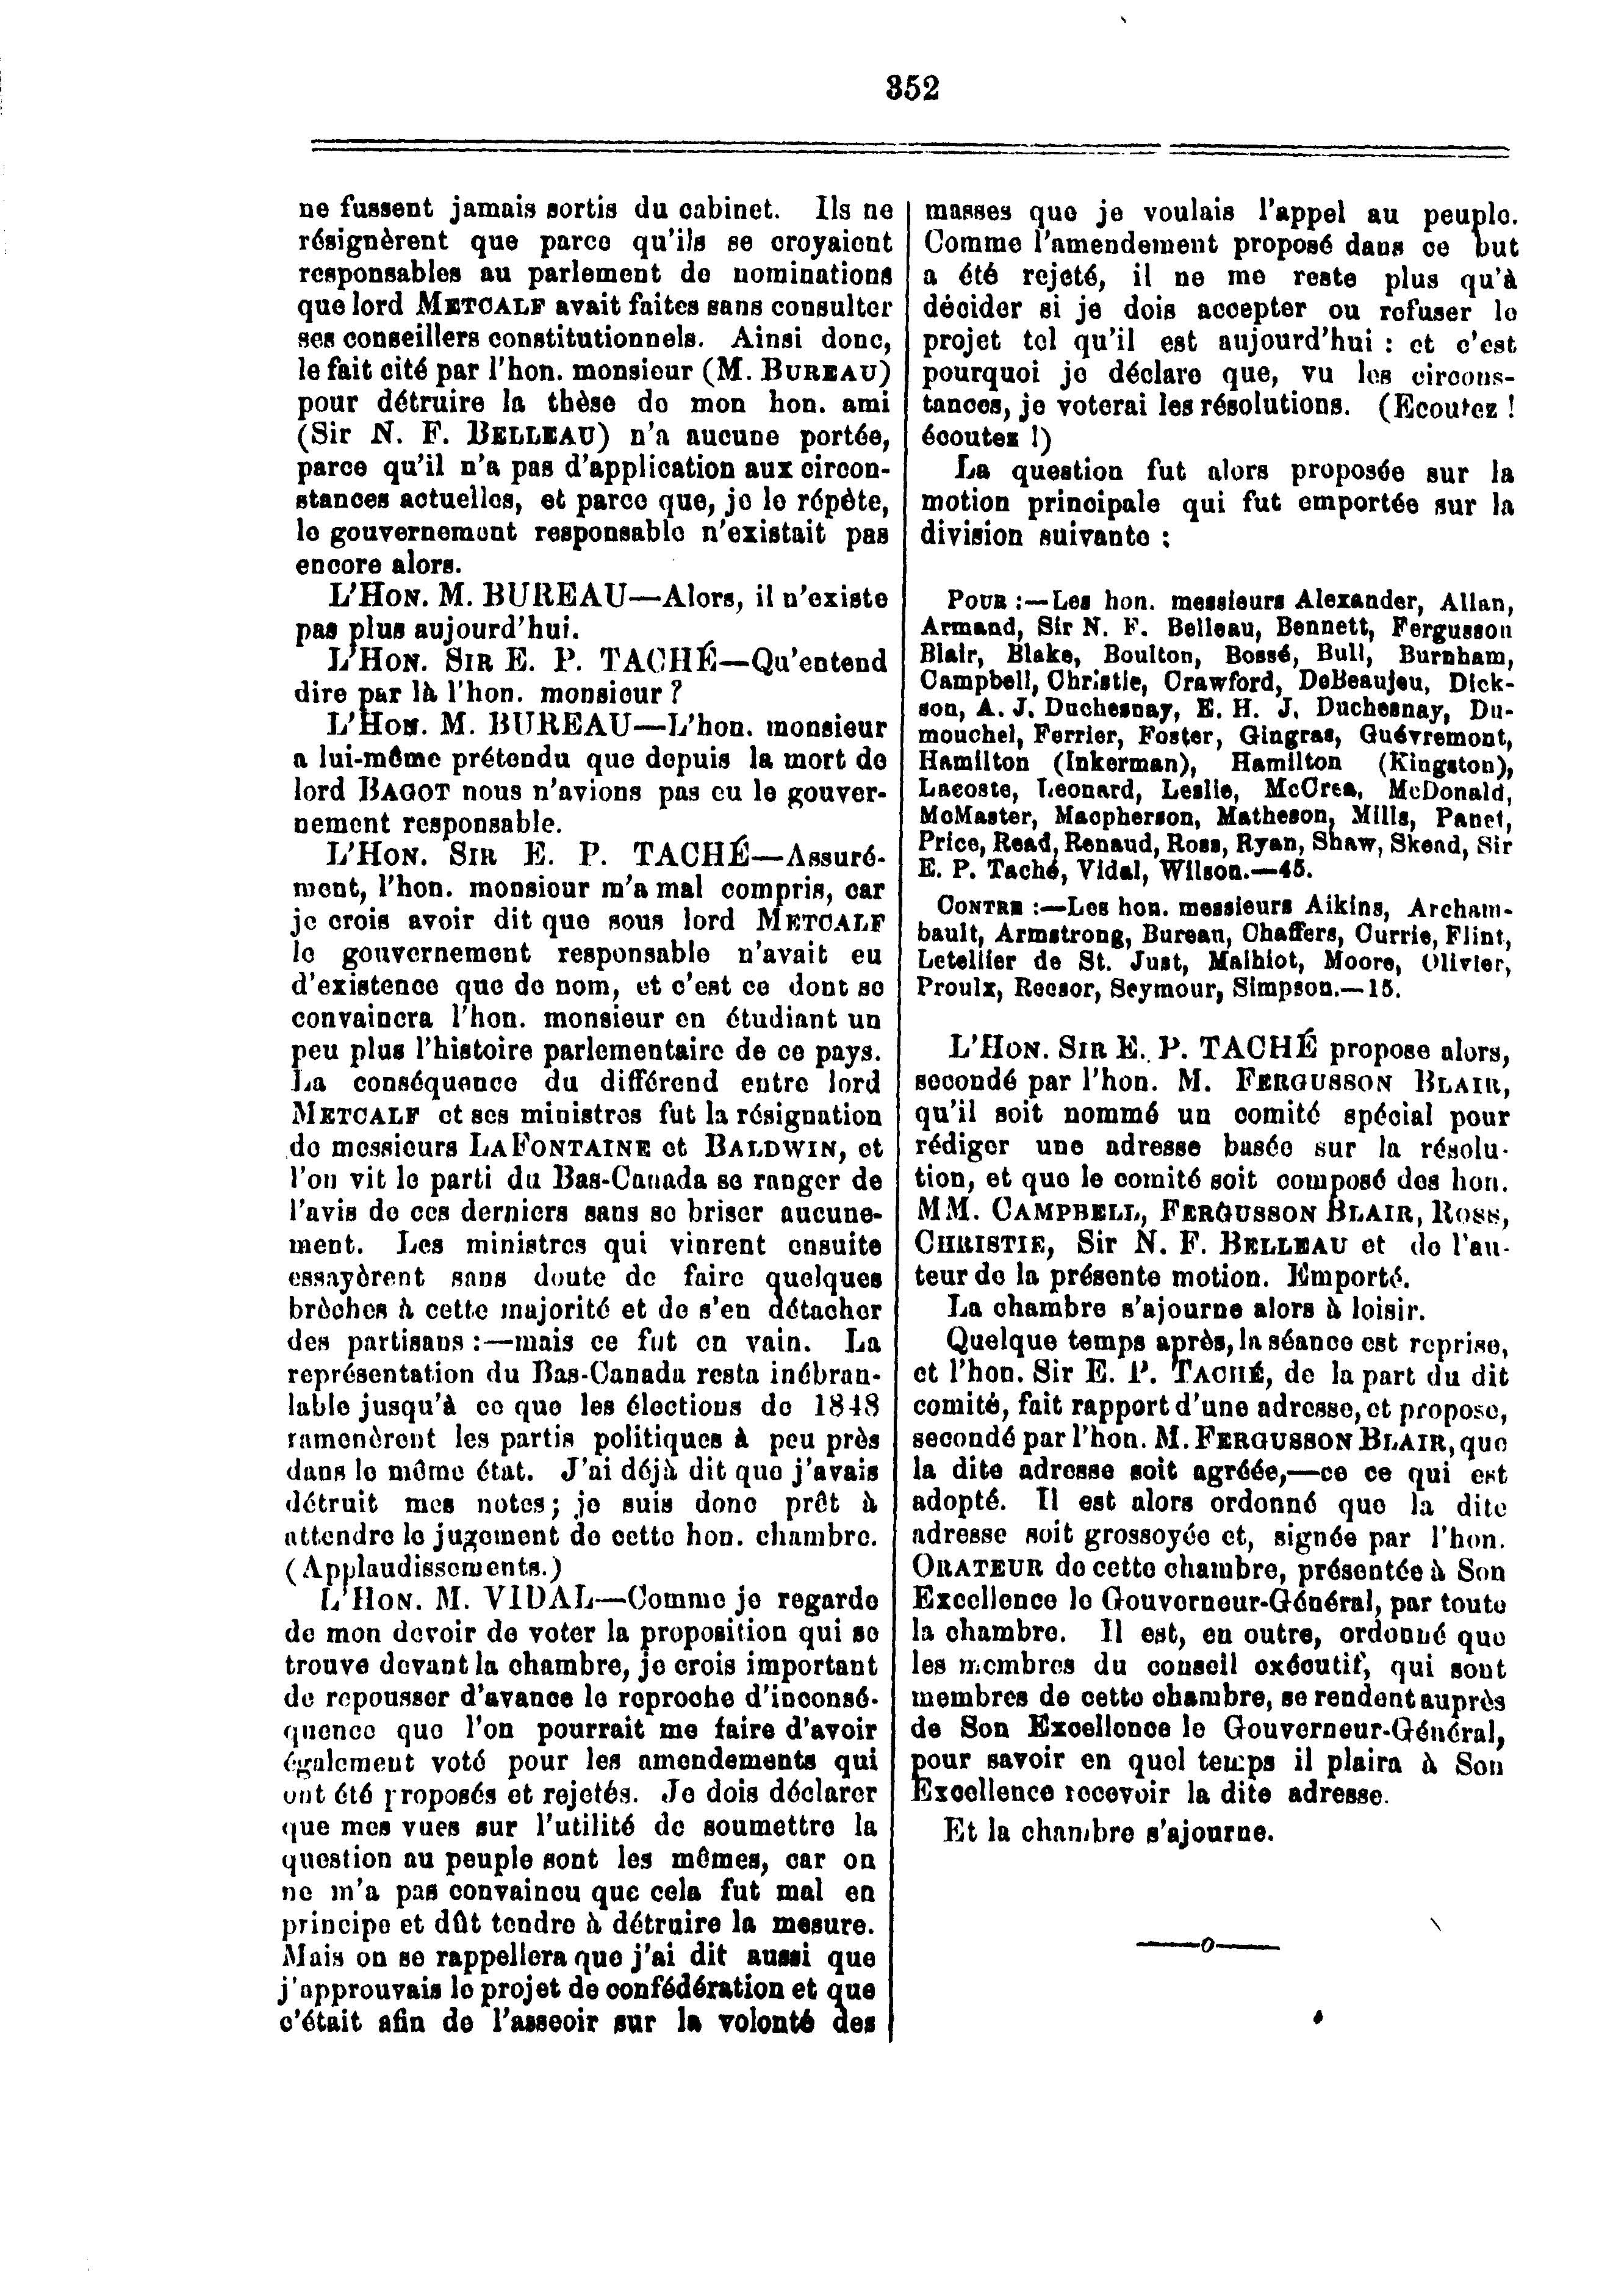 352
ne fussent jamais sortis du cabinet. Ils ne
résignèrent que parce qu'ils se croyaient
responsables au parlement de nominations
que lord METCALF avait faites sans consulter
ses conseillers constitutionnels. Ainsi donc,
le fait cité par l'hon. monsieur (M. BUREAU)
pour détruire la thèse de mon hon. ami
(Sir N. F. BELLEAU) n'a aucune portée,
parce qu'il n'a pas d'application aux circon-
stances actuelles, et parce que, je le répète,
le gouvernement responsable n'existait pas
encore alors.
L'HON. M. BUREAU—Alors, il n'existe
pas plus aujourd'hui.
L'HON. SIR E. P. TACHÉ—Qu'entend
dire par là l'hon. monsieur ?
L'HON. M. BUREAU—L'hon. monsieur
a lui-même prétendu que depuis la mort de
lord BAGOT nous n'avions pas eu le gouver-
nement responsable.
L'HON. SIR E. P. TACHÉ—Assuré-
ment, l'hon. monsieur m'a mal compris, car
je crois avoir dit que sous lord METCALF
le gouvernement responsable n'avait eu
d'existence que de nom, et c'est ce dont se
convaincra l'hon. monsieur en étudiant un
peu plus l'histoire parlementaire de ce pays.
La conséquence du différend entre lord
METCALF et ses ministres fut la résignation
de messieurs LAFONTAINE et BALDWIN, et
l'on vit le parti du Bas-Canada se ranger de
l'avis de ces derniers sans se briser aucune-
ment. Les ministres qui vinrent ensuite
essayèrent sans doute de faire quelques
brèches à cette majorité et de s'en détacher
des partisans :—mais ce fut en vain. La
représentation du Bas-Canada resta inébran-
lable jusqu'à ce que les élections de 1848
ramenèrent les partis politiques à peu près
dans le même état. J'ai déjà dit que j'avais
détruit mes notes; je suis donc prêt à
attendre le jugement de cette hon. chambre.
(Applaudissements.)
L'HON. M. VIDAL—Comme je regarde
de mon devoir de voter la proposition qui se
trouve devant la chambre, je crois important
de repousser d'avance le reproche d'inconsé-
quence que l'on pourrait me faire d'avoir
également voté pour les amendements qui
ont été proposés et rejetés. Je dois déclarer
que mes vues sur l'utilité de soumettre la
question au peuple sont les mêmes, car on
ne m'a pas convaincu que cela fut mal en
principe et dût tendre à détruire la mesure.
Mais on se rappellera que j'ai dit aussi que
j'approuvais le projet de confédération et que
c'était afin de l'asseoir sur la volonté des
masses que je voulais l'appel au peuple.
Comme l'amendement proposé dans ce but
a été rejeté, il ne me reste plus qu'à
décider si je dois accepter ou refuser le
projet tel qu'il est aujourd'hui : et c'est
pourquoi je déclare que, vu les circons-
tances, je voterai les résolutions. (Ecoutez !
écoutez !)
La question fut alors proposée sur la
motion principale qui fut emportée sur la
division suivante :
POUR :—Les hon. messieurs Alexander, Allan,
Armand, Sir N. F. Belleau, Bennett, Fergusson
Blair, Blake, Boulton, Bossé, Bull, Burnham,
Campbell, Christie, Crawford, DeBeaujeu, Dick-
son, A. J. Duchesnay, E. H. J. Duchesnay, Du-
mouchel, Ferrier, Foster, Gingras, Guévremont,
Hamilton (Inkerman), Hamilton (Kingston),
Lacoste, Leonard, Leslie, McCrea, McDonald,
McMaster, Macpherson, Matheson, Mills, Panet,
Price, Read, Renaud, Ross, Ryan, Shaw, Skead, Sir
E. P. Taché, Vidal, Wilson.—45.
CONTRE :—Les hon. messieurs Aikins, Archam-
bault, Armstrong, Bureau, Chaffers, Currie, Flint,
Letellier de St. Just, Malhiot, Moore, Olivier,
Proulx, Reesor, Seymour, Simpson.—15.
L'HON. SIR E. P. TACHÉ propose alors,
secondé par l'hon. M. FERGUSSON BLAIR,
qu'il soit nommé un comité spécial pour
rédiger une adresse basée sur la résolu-
tion, et que le comité soit composé des hon.
MM. CAMPBELL, FERGUSSON BLAIR, ROSS,
CHRISTIE, Sir N. F. BELLEAU et de l'au-
teur de la présente motion. Emporté.
La chambre s'ajourne alors à loisir.
Quelque temps après, la séance est reprise,
et l'hon. Sir E. P. TACHÉ, de la part du dit
comité, fait rapport d'une adresse, et propose,
secondé par l'hon. M. FERGUSSON BLAIR, que
la dite adresse soit agréée,—ce ce qui est
adopté. Il est alors ordonné que la dite
adresse soit grossoyée et, signée par l'hon.
ORATEUR de cette chambre, présentée à Son
Excellence le Gouverneur-Général, par toute
la chambre. Il est, en outre, ordonné que
les membres du conseil exécutif, qui sont
membres de cette chambre, se rendent auprès
de Son Excellence le Gouverneur-Général,
pour savoir en quel temps il plaira à Son
Excellence recevoir la dite adresse.
Et la chambre s'ajourne.
——o——